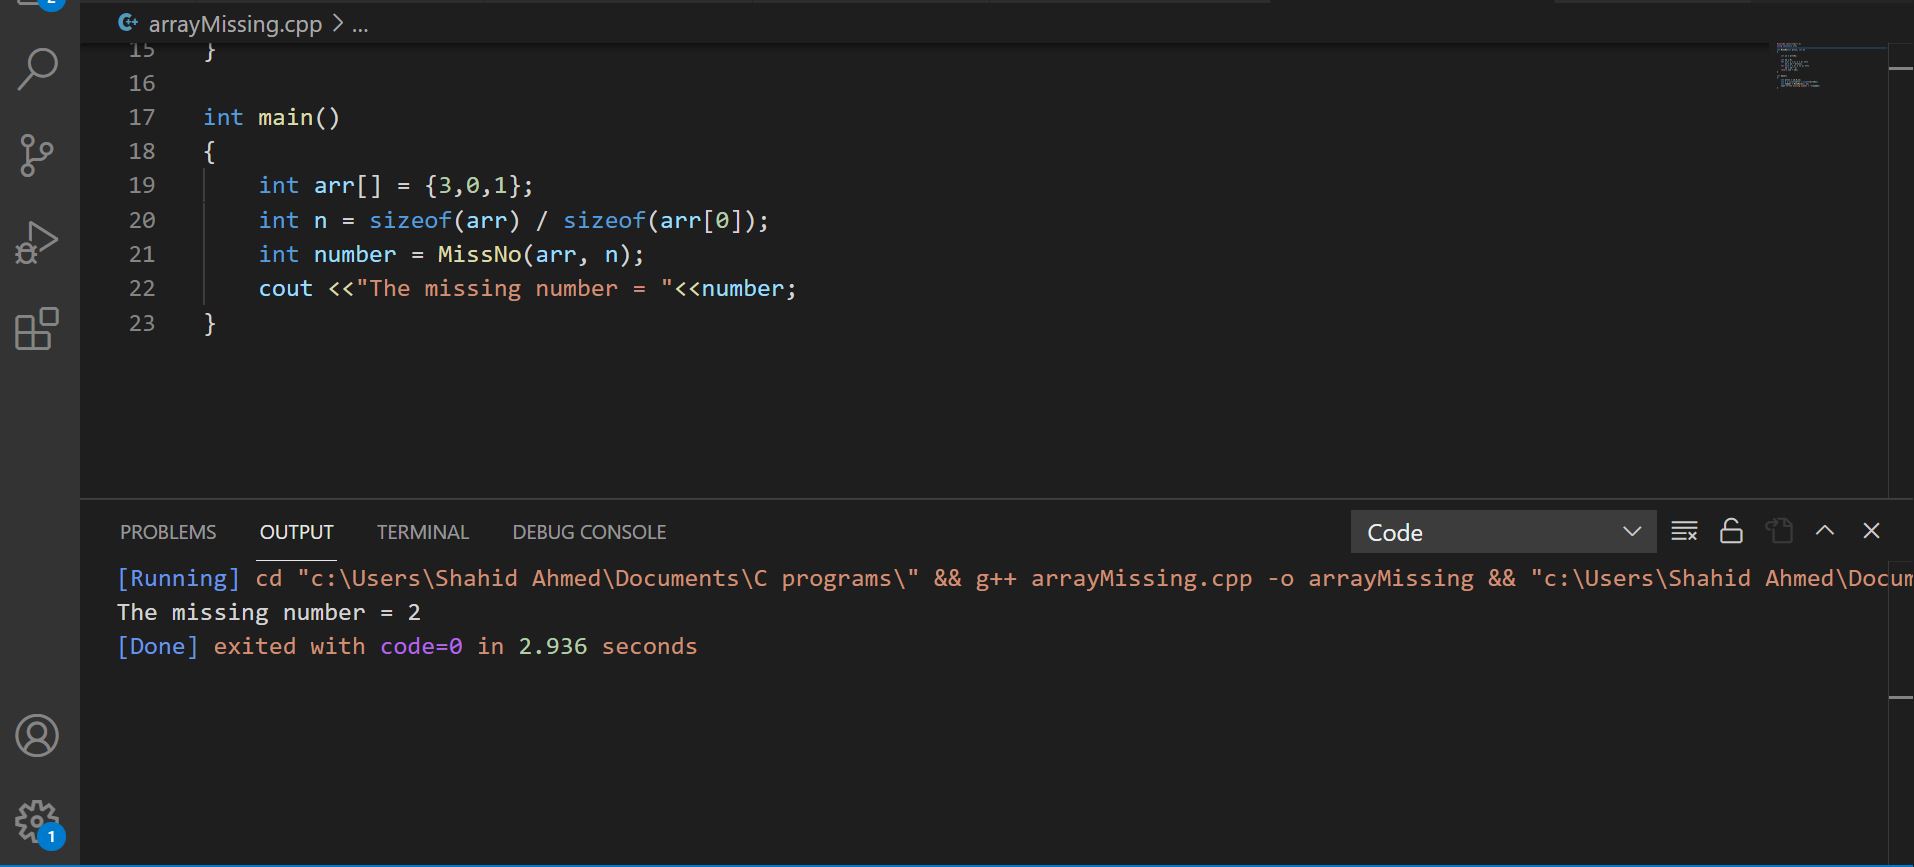 2
arrayMissing.cpp > ...
15 }
16
17 int main()
18 {
19 int arr[] = {3,0,1};
20 int n = sizeof(arr) / sizeof(arr[0]);
21 int number = MissNo(arr, n);
22 cout <<"The missing number = "<<number;
23 }
PROBLEMS OUTPUT TERMINAL DEBUG CONSOLE Code
[Running] cd "c:\Users\Shahid Ahmed\Documents\C programs\" && g++ arrayMissing.cpp -o arrayMissing && "c:\Users\Shahid Ahmed\Docum
The missing number = 2
[Done] exited with code=0 in 2.936 seconds
1